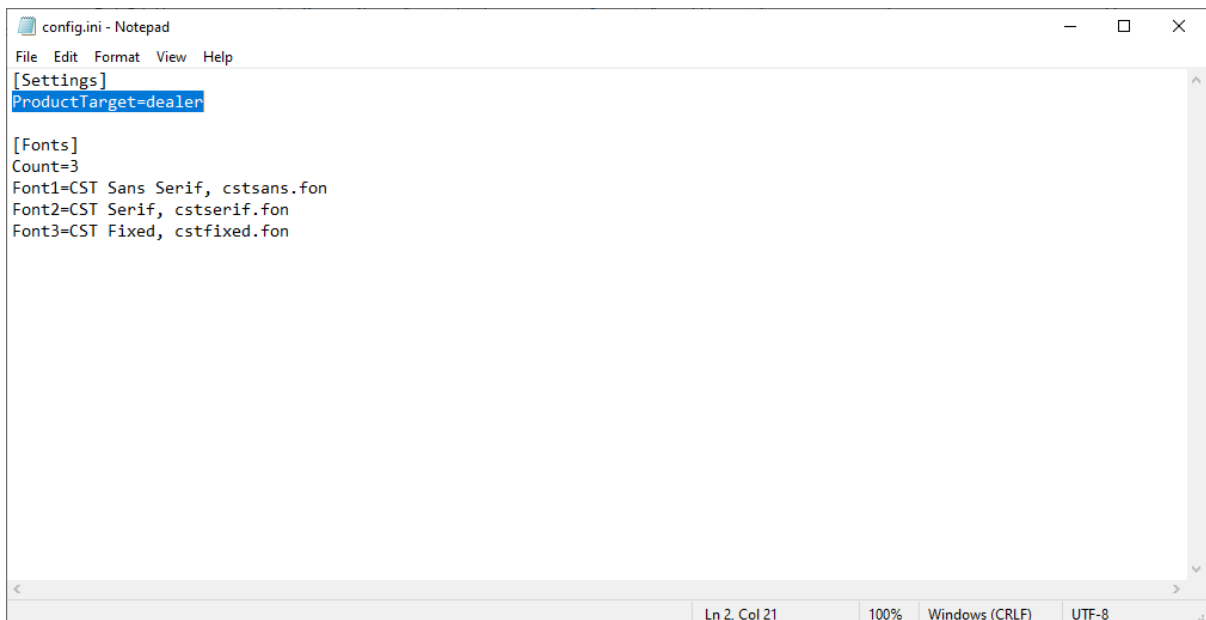 config.ini - Notepad
File Edit Format View Help
[Settings]
ProductTarget=dealer
[Fonts]
Count=3
Font1=CST Sans Serif, cstsans.fon
Font2=CST Serif, cstserif.fon
Font3=CST Fixed, cstfixed.fon
Ln 2, Col 21 100% Windows (CRLF) UTF-8